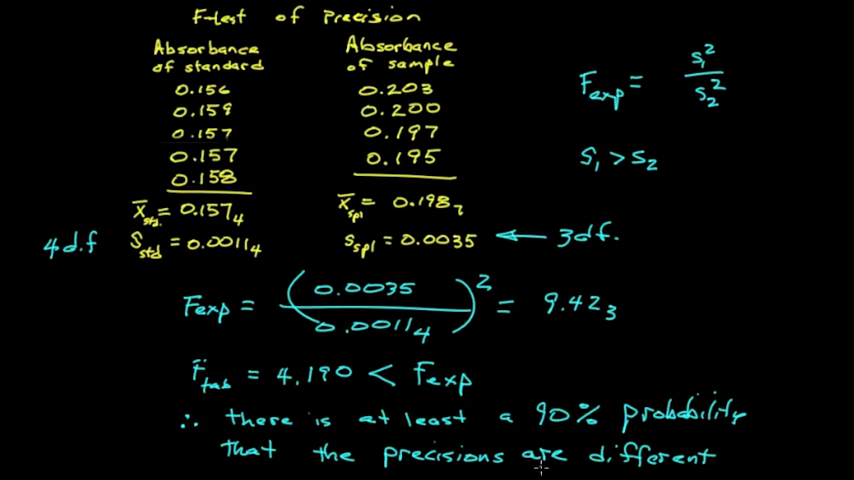 F-test of Precision
Absorbance of standard
Absorbance of sample
0.156 0.203
0.159 0.200
0.157 0.197
0.157 0.195
0.158
x̄std. = 0.157₄
x̄spl = 0.198₇
4 d.f
Sstd = 0.0011₄
Sspl = 0.0035 ← 3 df.
Fexp = s₁²/s₂²
S₁ > S₂
Fexp = (0.0035/0.0011₄)² = 9.42₃
Ftab = 4.190 < Fexp
∴ there is at least a 90% probability
that the precisions are different